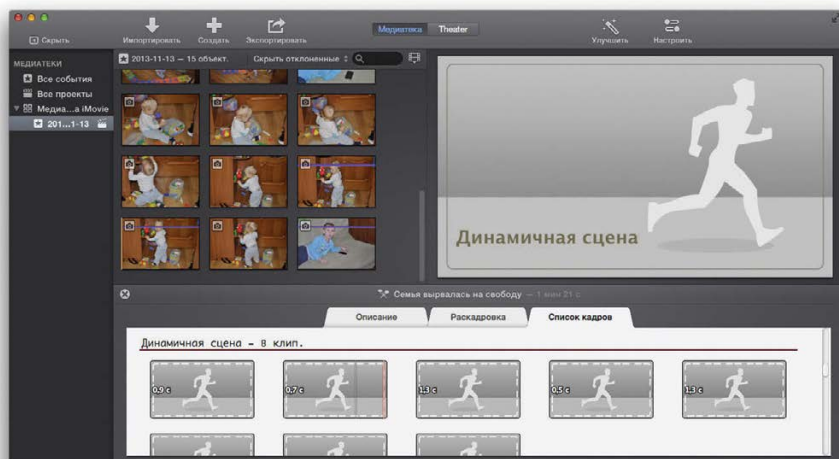 Медиатека Theater
Скрыть Импортировать Создать Экспортировать Улучшить Настроить
МЕДИАТЕКИ
Все события
Все проекты
Медиа...а iMovie
201...1-13
2013-11-13 — 15 объект. Скрыть отклоненные
Динамичная сцена
Семья вырвалась на свободу — 1 мин 21 с
Описание Раскадровка Список кадров
Динамичная сцена - 8 клип.
0,9 с 0,7 с 1,3 с 0,5 с 1,3 с